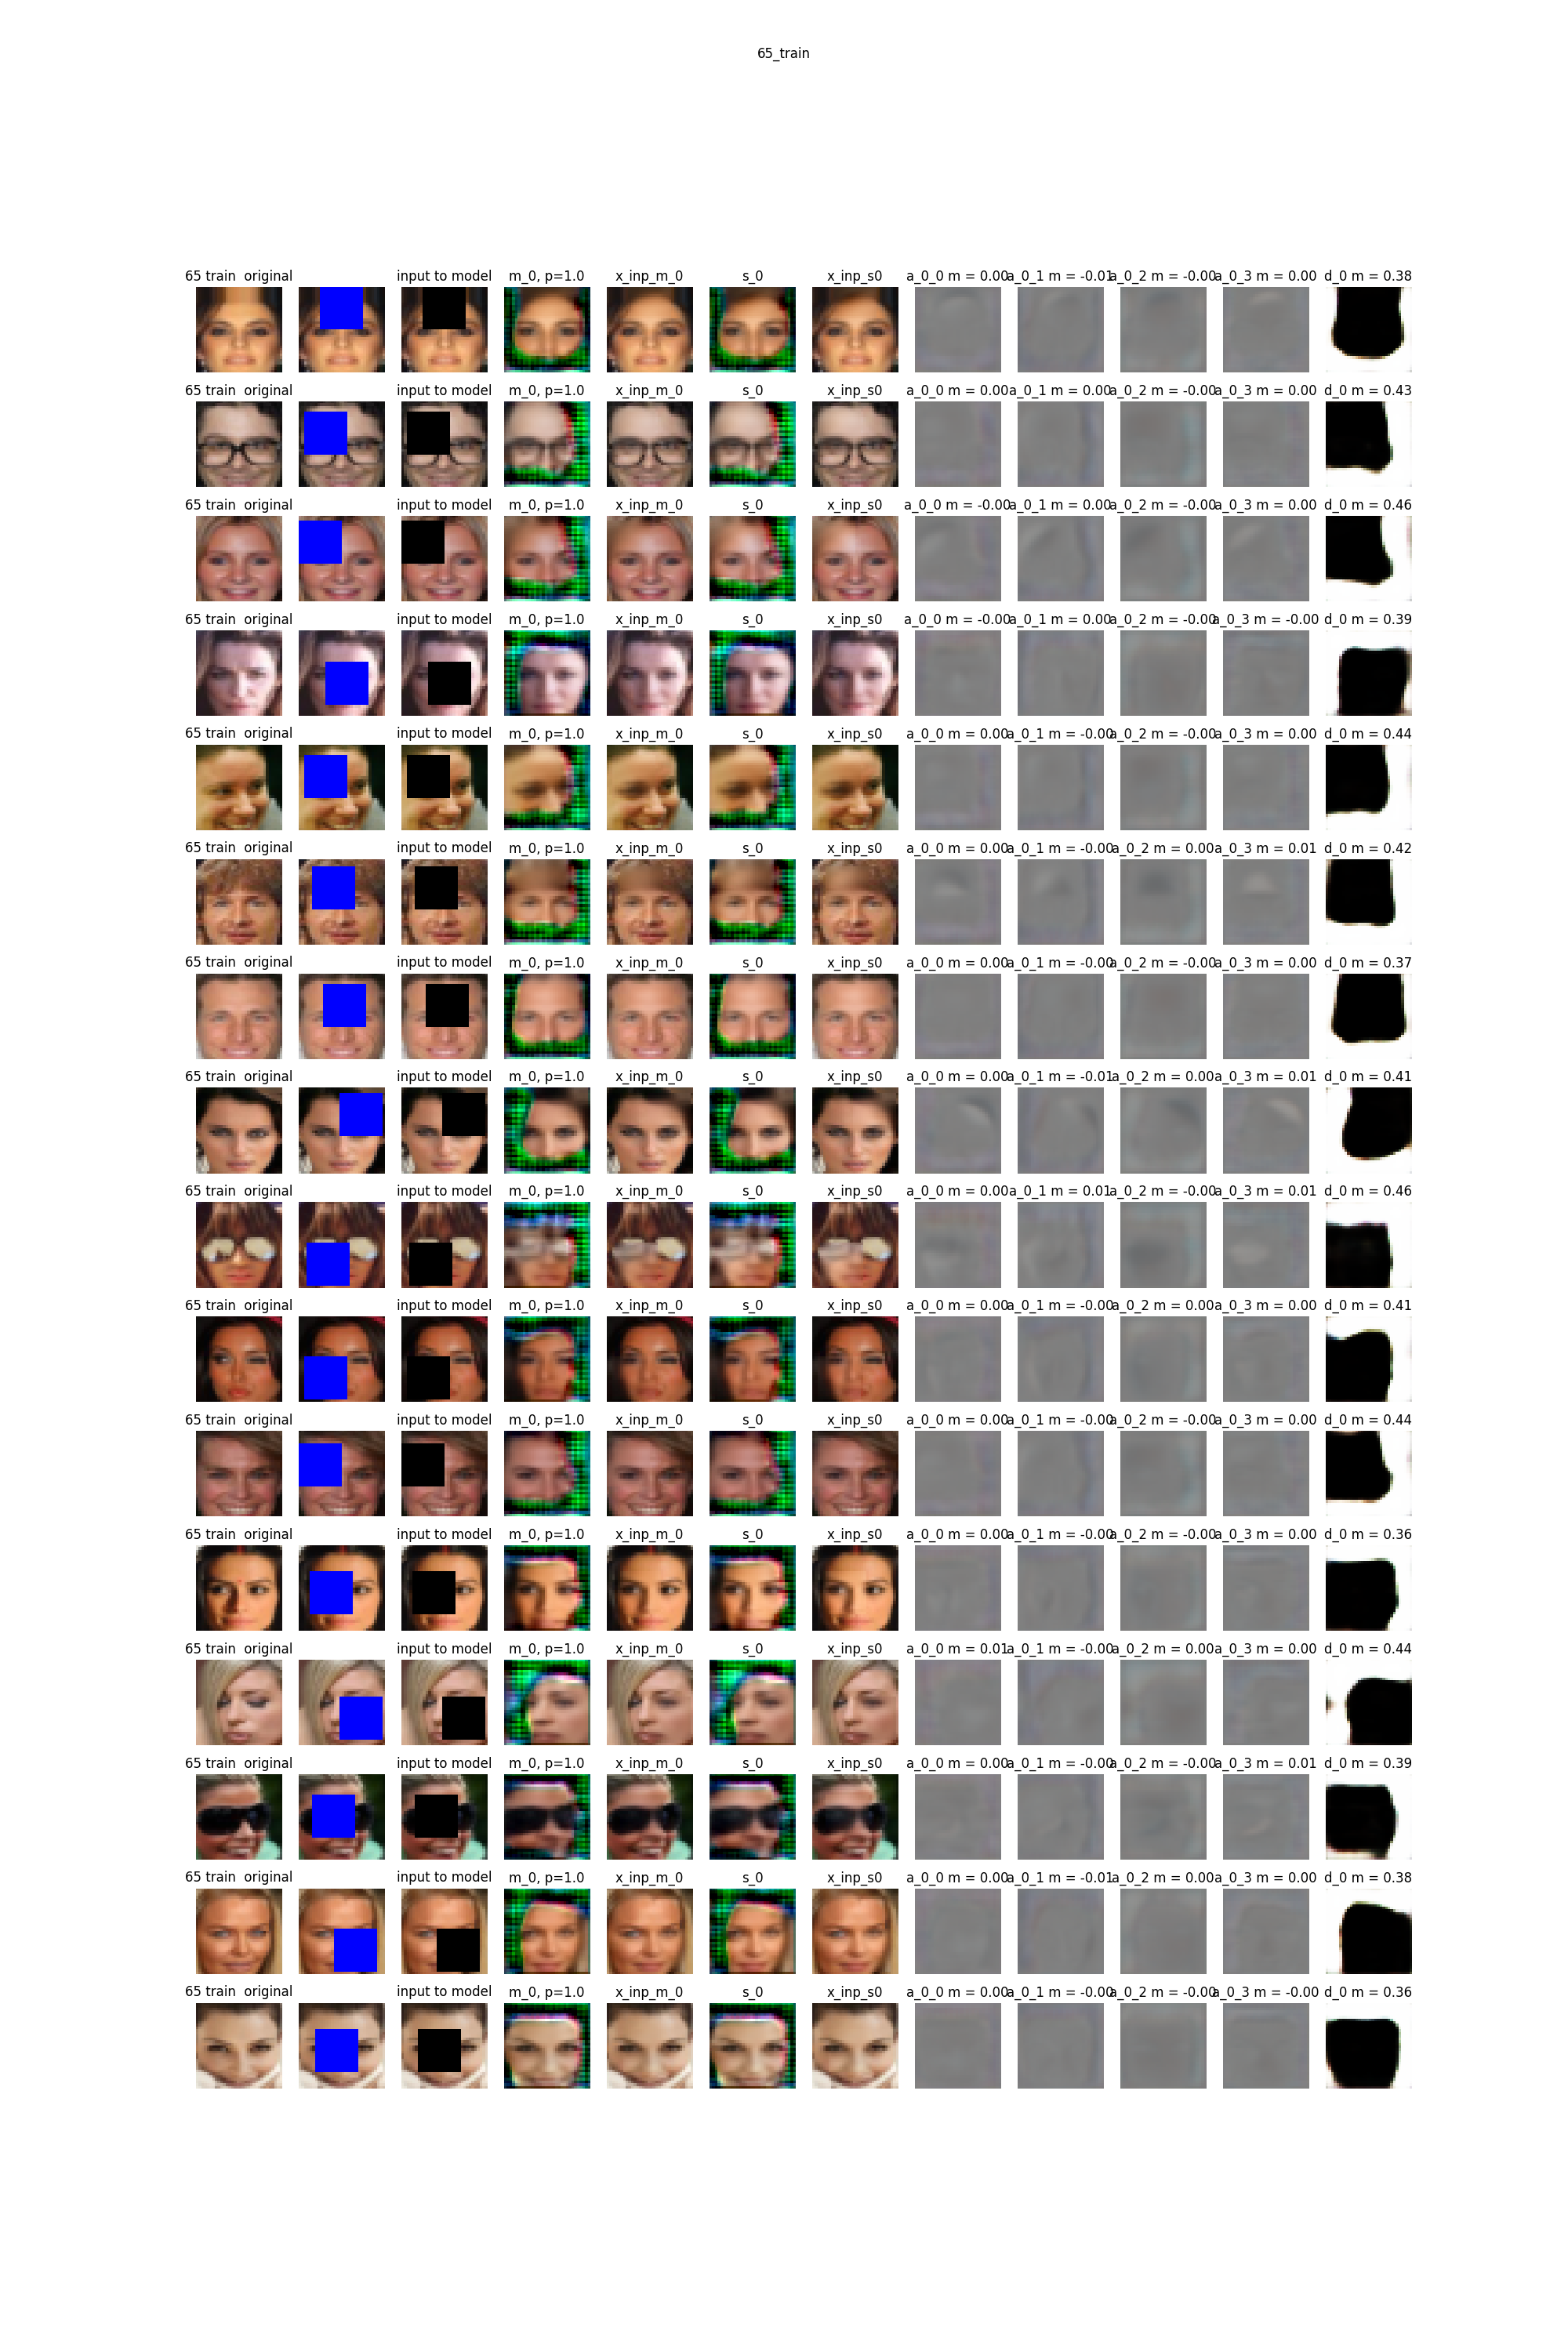 65_train
65 train  original input to model m_0, p=1.0 x_inp_m_0 s_0 x_inp_s0 a_0_0 m = 0.00 a_0_1 m = -0.01 a_0_2 m = -0.00 a_0_3 m = 0.00 d_0 m = 0.38
65 train  original input to model m_0, p=1.0 x_inp_m_0 s_0 x_inp_s0 a_0_0 m = 0.00 a_0_1 m = 0.00 a_0_2 m = -0.00 a_0_3 m = 0.00 d_0 m = 0.43
65 train  original input to model m_0, p=1.0 x_inp_m_0 s_0 x_inp_s0 a_0_0 m = -0.00 a_0_1 m = 0.00 a_0_2 m = -0.00 a_0_3 m = 0.00 d_0 m = 0.46
65 train  original input to model m_0, p=1.0 x_inp_m_0 s_0 x_inp_s0 a_0_0 m = -0.00 a_0_1 m = 0.00 a_0_2 m = -0.00 a_0_3 m = -0.00 d_0 m = 0.39
65 train  original input to model m_0, p=1.0 x_inp_m_0 s_0 x_inp_s0 a_0_0 m = 0.00 a_0_1 m = -0.00 a_0_2 m = -0.00 a_0_3 m = 0.00 d_0 m = 0.44
65 train  original input to model m_0, p=1.0 x_inp_m_0 s_0 x_inp_s0 a_0_0 m = 0.00 a_0_1 m = -0.00 a_0_2 m = 0.00 a_0_3 m = 0.01 d_0 m = 0.42
65 train  original input to model m_0, p=1.0 x_inp_m_0 s_0 x_inp_s0 a_0_0 m = 0.00 a_0_1 m = -0.00 a_0_2 m = -0.00 a_0_3 m = 0.00 d_0 m = 0.37
65 train  original input to model m_0, p=1.0 x_inp_m_0 s_0 x_inp_s0 a_0_0 m = 0.00 a_0_1 m = -0.01 a_0_2 m = 0.00 a_0_3 m = 0.01 d_0 m = 0.41
65 train  original input to model m_0, p=1.0 x_inp_m_0 s_0 x_inp_s0 a_0_0 m = 0.00 a_0_1 m = 0.01 a_0_2 m = -0.00 a_0_3 m = 0.01 d_0 m = 0.46
65 train  original input to model m_0, p=1.0 x_inp_m_0 s_0 x_inp_s0 a_0_0 m = 0.00 a_0_1 m = -0.00 a_0_2 m = 0.00 a_0_3 m = 0.00 d_0 m = 0.41
65 train  original input to model m_0, p=1.0 x_inp_m_0 s_0 x_inp_s0 a_0_0 m = 0.00 a_0_1 m = -0.00 a_0_2 m = -0.00 a_0_3 m = 0.00 d_0 m = 0.44
65 train  original input to model m_0, p=1.0 x_inp_m_0 s_0 x_inp_s0 a_0_0 m = 0.00 a_0_1 m = -0.00 a_0_2 m = -0.00 a_0_3 m = 0.00 d_0 m = 0.36
65 train  original input to model m_0, p=1.0 x_inp_m_0 s_0 x_inp_s0 a_0_0 m = 0.01 a_0_1 m = -0.00 a_0_2 m = 0.00 a_0_3 m = 0.00 d_0 m = 0.44
65 train  original input to model m_0, p=1.0 x_inp_m_0 s_0 x_inp_s0 a_0_0 m = 0.00 a_0_1 m = -0.00 a_0_2 m = -0.00 a_0_3 m = 0.01 d_0 m = 0.39
65 train  original input to model m_0, p=1.0 x_inp_m_0 s_0 x_inp_s0 a_0_0 m = 0.00 a_0_1 m = -0.01 a_0_2 m = 0.00 a_0_3 m = 0.00 d_0 m = 0.38
65 train  original input to model m_0, p=1.0 x_inp_m_0 s_0 x_inp_s0 a_0_0 m = 0.00 a_0_1 m = -0.00 a_0_2 m = -0.00 a_0_3 m = -0.00 d_0 m = 0.36